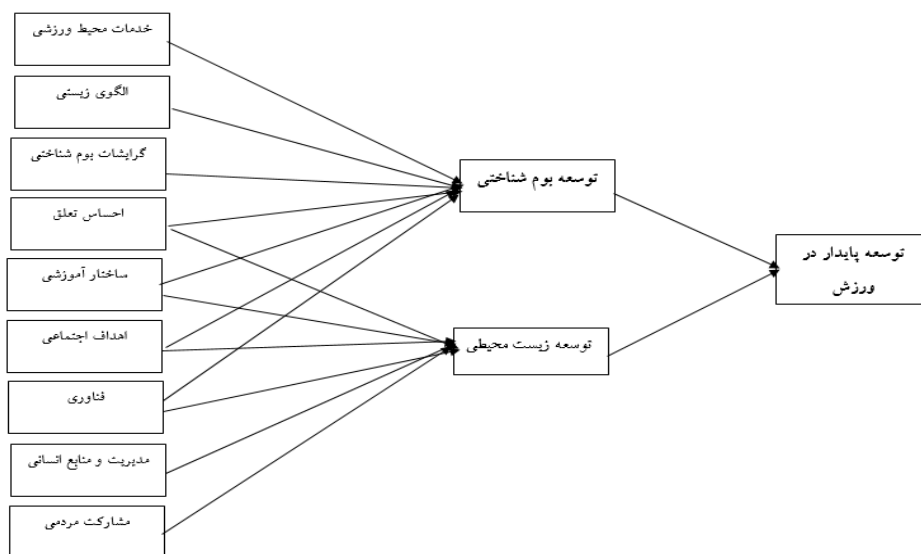 خدمات محیط ورزشی
الگوی زیستی
گرایشات بوم شناختی
احساس تعلق
ساختار آموزشی
اهداف اجتماعی
فناوری
مدیریت و منابع انسانی
مشارکت مردمی
توسعه بوم شناختی
توسعه زیست محیطی
توسعه پایدار در
ورزش